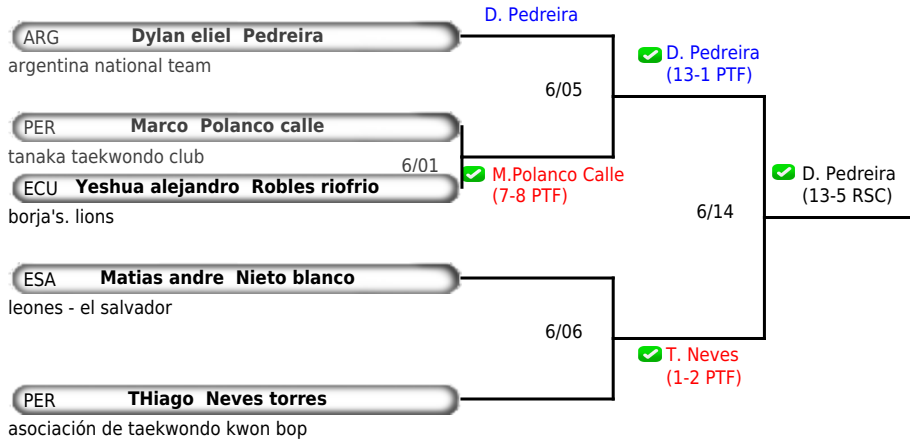 D. Pedreira
ARG Dylan eliel Pedreira
argentina national team
D. Pedreira
(13-1 PTF)
6/05
PER Marco Polanco calle
tanaka taekwondo club
6/01
ECU Yeshua alejandro Robles riofrio
borja's. lions
M.Polanco Calle
(7-8 PTF)
D. Pedreira
(13-5 RSC)
6/14
ESA Matias andre Nieto blanco
leones - el salvador
6/06
T. Neves
(1-2 PTF)
PER THiago Neves torres
asociación de taekwondo kwon bop